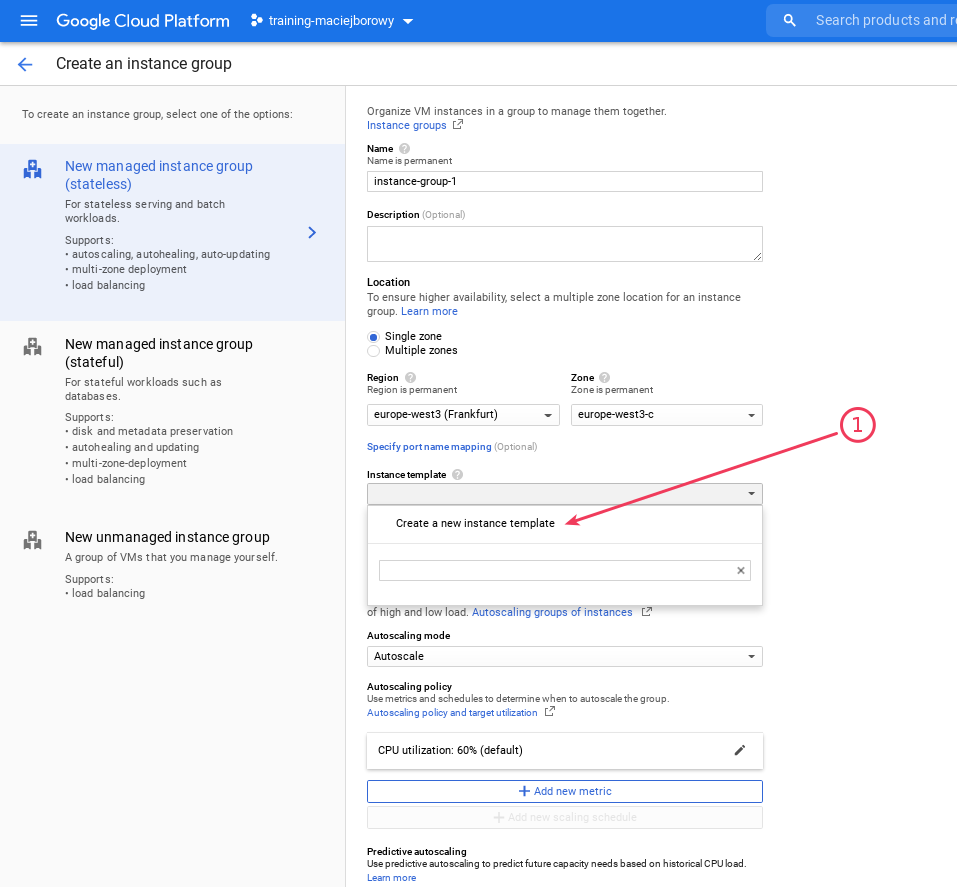 Google Cloud Platform
training-maciejborowy
Search products and re
Create an instance group
To create an instance group, select one of the options:
New managed instance group
(stateless)
For stateless serving and batch
workloads.
Supports:
• autoscaling, autohealing, auto-updating
• multi-zone deployment
• load balancing
New managed instance group
(stateful)
For stateful workloads such as
databases.
Supports:
• disk and metadata preservation
• autohealing and updating
• multi-zone-deployment
• load balancing
New unmanaged instance group
A group of VMs that you manage yourself.
Supports:
• load balancing
Organize VM instances in a group to manage them together.
Instance groups
Name
Name is permanent
instance-group-1
Description (Optional)
Location
To ensure higher availability, select a multiple zone location for an instance
group. Learn more
Single zone
Multiple zones
Region
Region is permanent
europe-west3 (Frankfurt)
Zone
Zone is permanent
europe-west3-c
Specify port name mapping (Optional)
Instance template
1
Create a new instance template
of high and low load. Autoscaling groups of instances
Autoscaling mode
Autoscale
Autoscaling policy
Use metrics and schedules to determine when to autoscale the group.
Autoscaling policy and target utilization
CPU utilization: 60% (default)
Add new metric
Add new scaling schedule
Predictive autoscaling
Use predictive autoscaling to predict future capacity needs based on historical CPU load.
Learn more